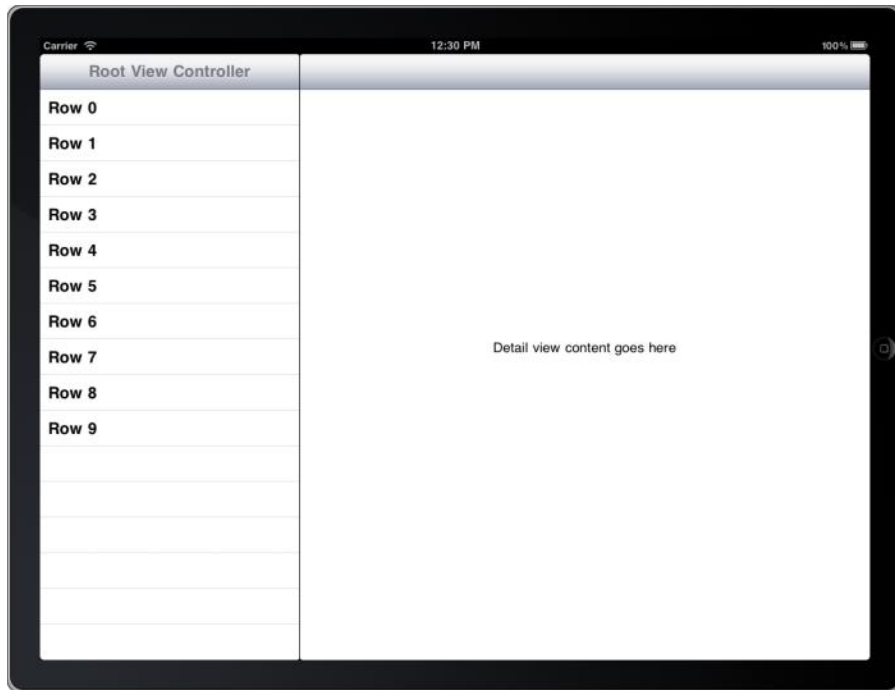 Carrier 12:30 PM 100%
Root View Controller
Row 0
Row 1
Row 2
Row 3
Row 4
Row 5
Row 6
Row 7
Row 8
Row 9
Detail view content goes here